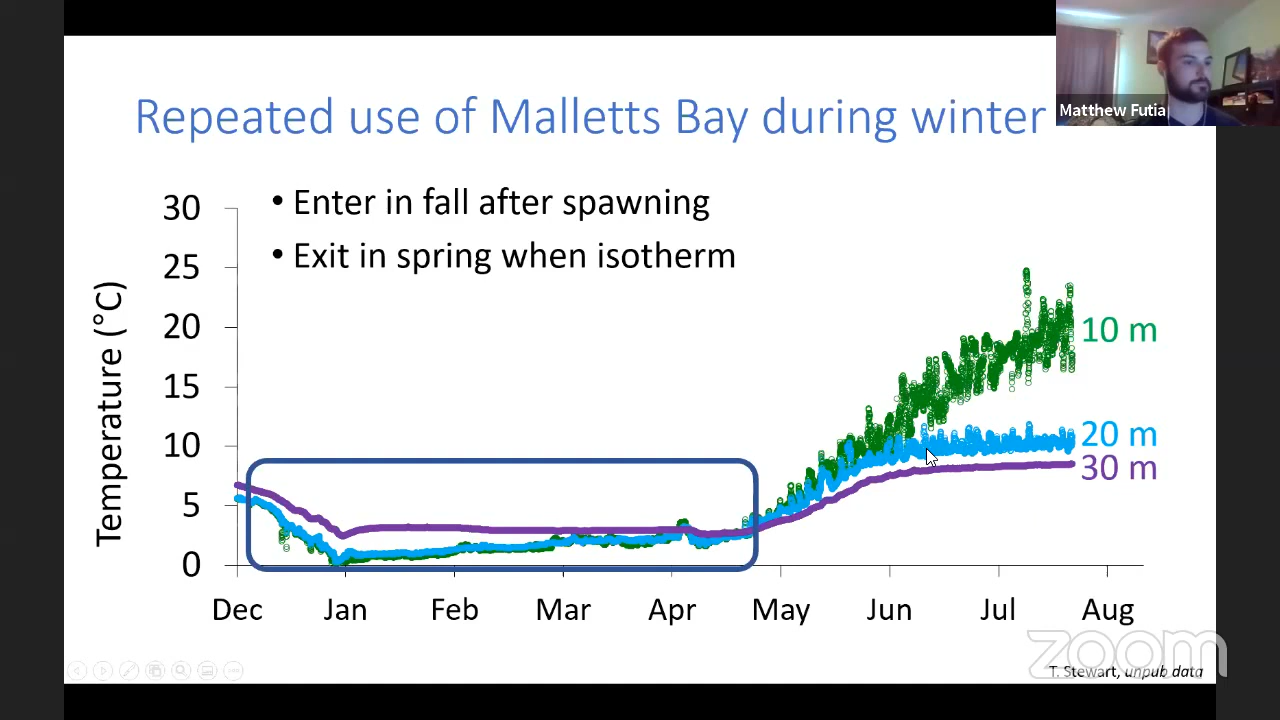 Repeated use of Malletts Bay during winter
Matthew Futia
• Enter in fall after spawning
• Exit in spring when isotherm
Temperature (°C)
30
25
20
15
10
5
0
10 m
20 m
30 m
Dec Jan Feb Mar Apr May Jun Jul Aug
zoom
T. Stewart, unpub data